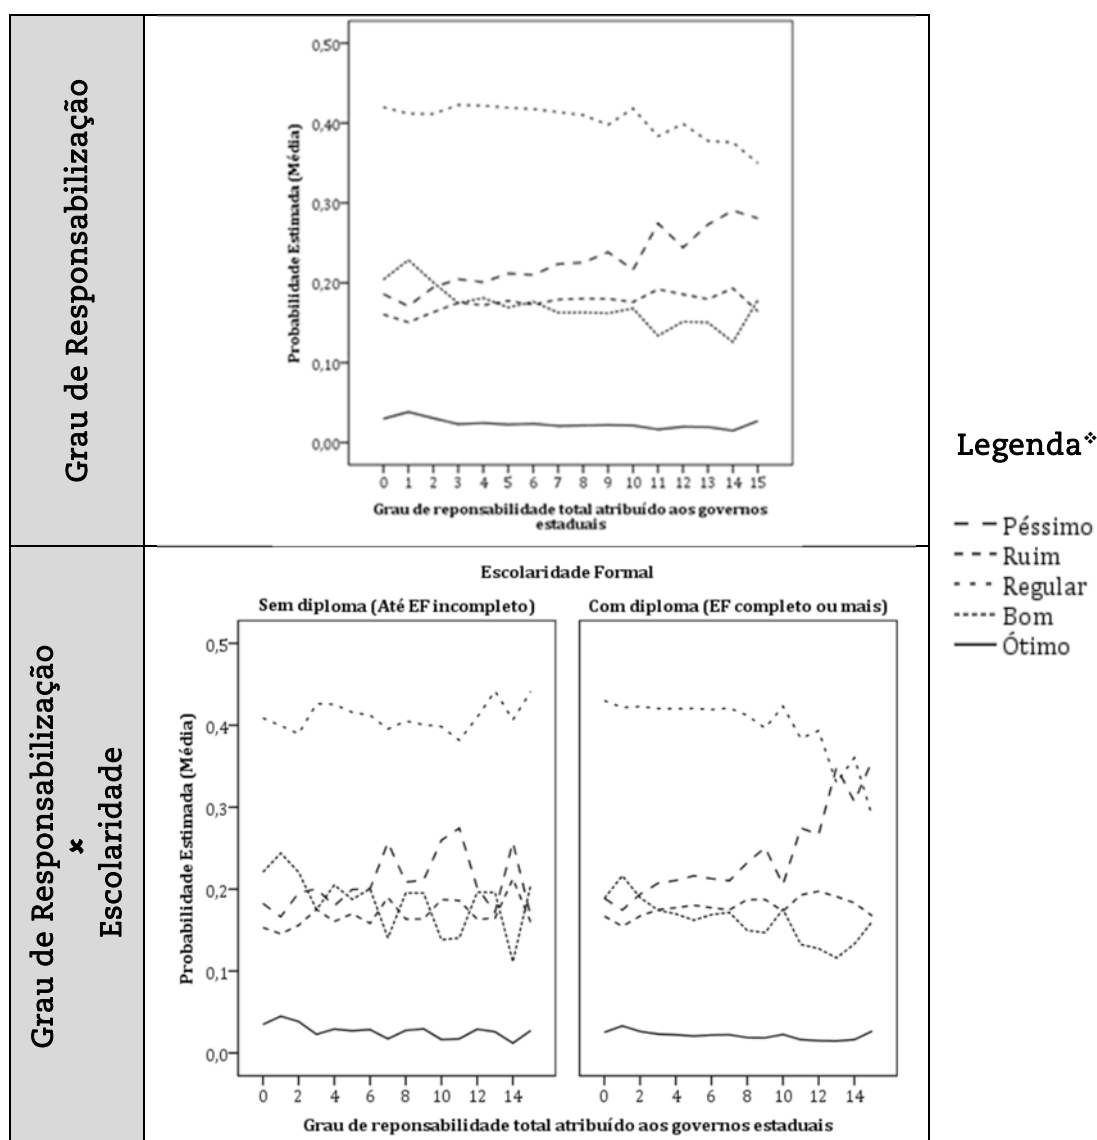 Grau de Responsabilização
0,50
0,40
0,30
0,20
0,10
0,00
Probabilidade Estimada (Média)
0 1 2 3 4 5 6 7 8 9 10 11 12 13 14 15
Grau de reponsabilidade total atribuído aos governos
estaduais
Legenda❖
Péssimo
Ruim
Regular
Bom
Ótimo
Grau de Responsabilização
×
Escolaridade
Escolaridade Formal
Sem diploma (Até EF incompleto)
Com diploma (EF completo ou mais)
0,5
0,4
0,3
0,2
0,1
0,0
Probabilidade Estimada (Média)
0 2 4 6 8 10 12 14
0 2 4 6 8 10 12 14
Grau de reponsabilidade total atribuído aos governos estaduais